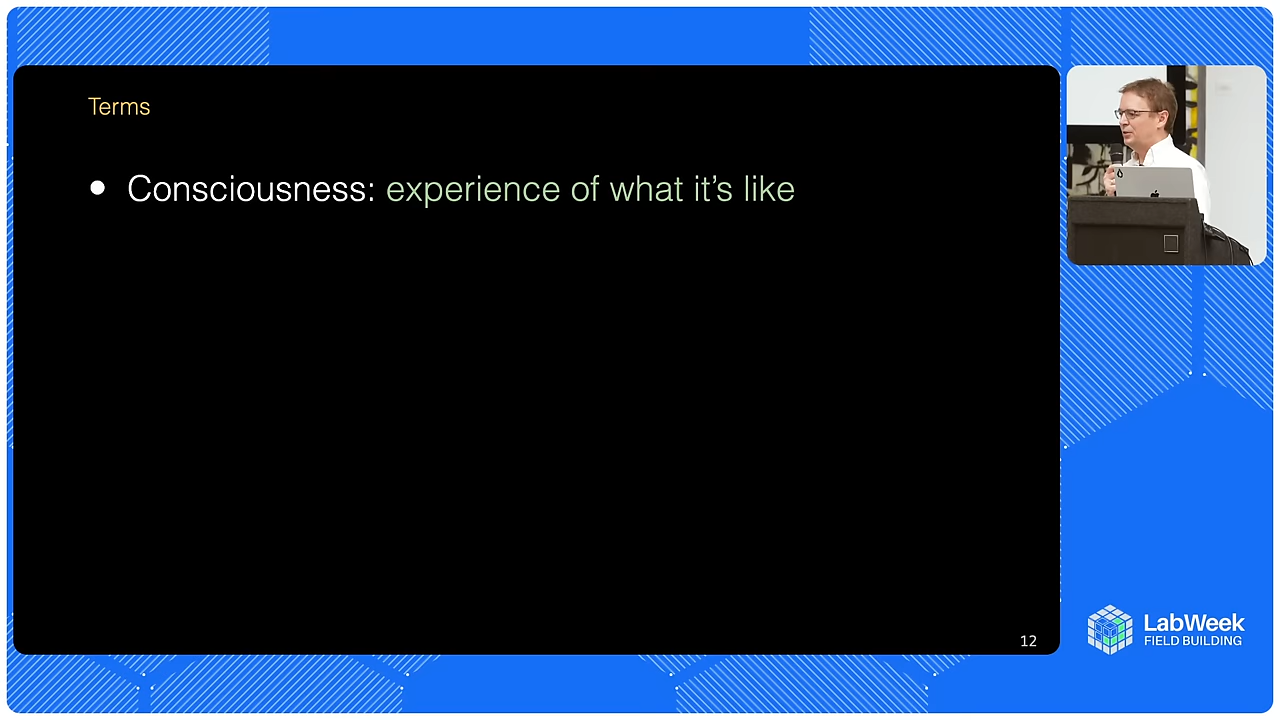 Terms
• Consciousness: experience of what it's like
12
LabWeek
FIELD BUILDING